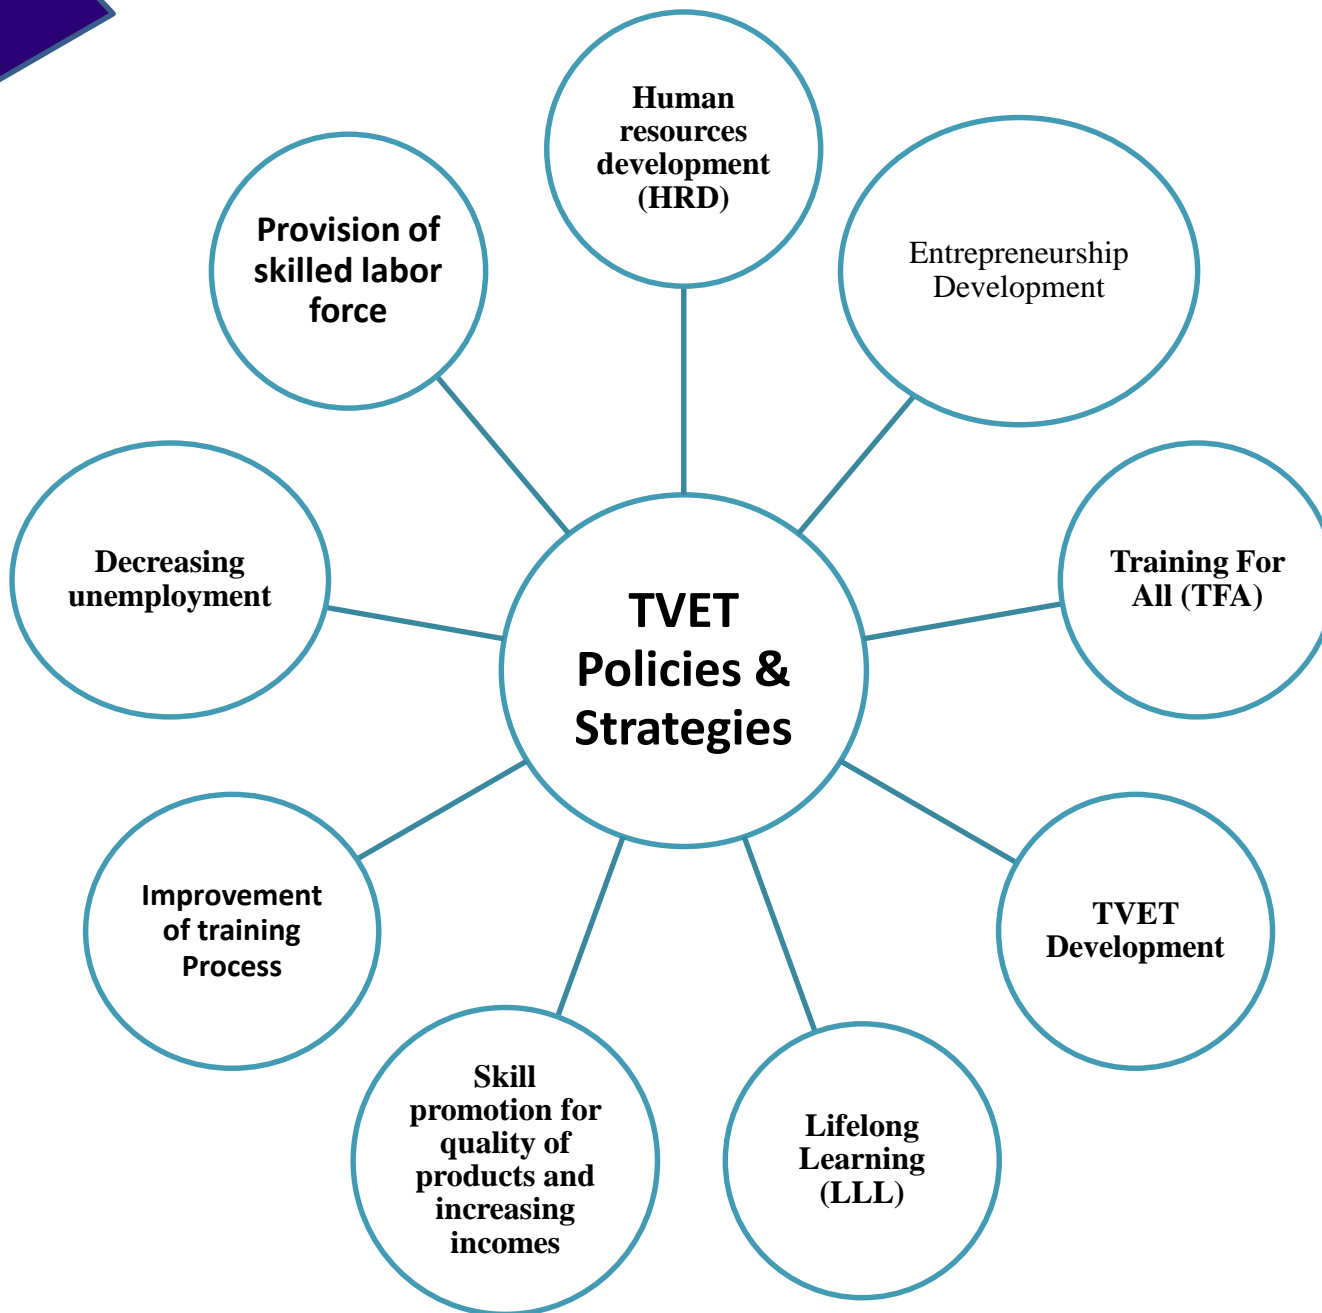 Human
resources
development
(HRD)
Entrepreneurship
Development
Training For
All (TFA)
TVET
Development
Lifelong
Learning
(LLL)
Skill
promotion for
quality of
products and
increasing
incomes
Improvement
of training
Process
Decreasing
unemployment
Provision of
skilled labor
force
TVET
Policies &
Strategies